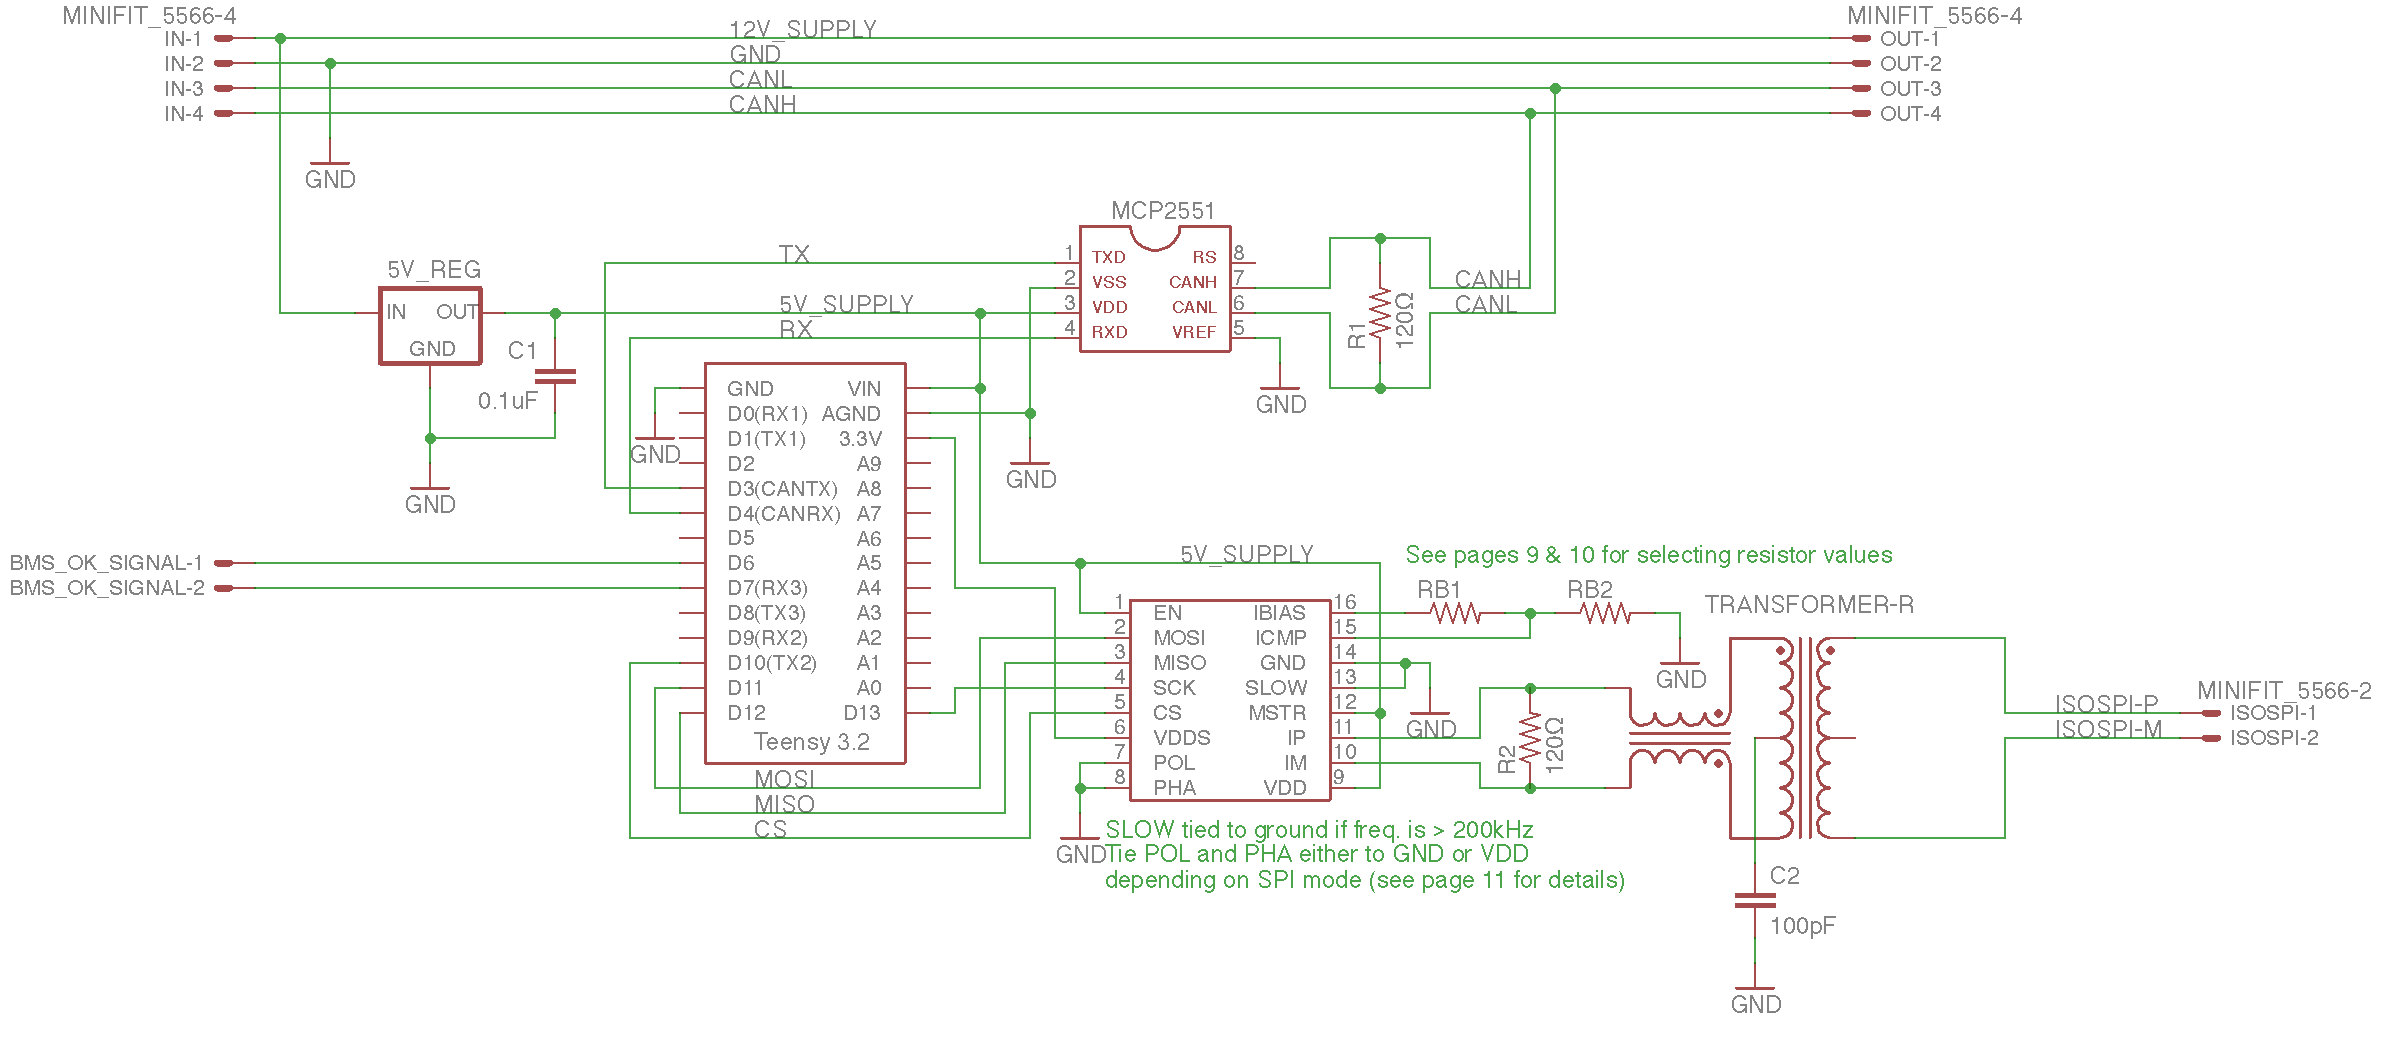 MINIFIT_5566-4
IN-1
IN-2
IN-3
IN-4
12V_SUPPLY
GND
CANL
CANH
MINIFIT_5566-4
OUT-1
OUT-2
OUT-3
OUT-4
GND
5V_REG
IN OUT
GND
C1
0.1uF
GND
TX
5V_SUPPLY
RX
MCP2551
1 TXD RS 8
2 VSS CANH 7
3 VDD CANL 6
4 RXD VREF 5
GND
R1
120Ω
CANH
CANL
GND
GND
GND VIN
D0(RX1) AGND
D1(TX1) 3.3V
D2 A9
D3(CANTX) A8
D4(CANRX) A7
D5 A6
D6 A5
D7(RX3) A4
D8(TX3) A3
D9(RX2) A2
D10(TX2) A1
D11 A0
D12 D13
Teensy 3.2
MOSI
MISO
CS
BMS_OK_SIGNAL-1
BMS_OK_SIGNAL-2
5V_SUPPLY
See pages 9 & 10 for selecting resistor values
1 EN IBIAS 16
2 MOSI ICMP 15
3 MISO GND 14
4 SCK SLOW 13
5 CS MSTR 12
6 VDDS IP 11
7 POL IM 10
8 PHA VDD 9
GND
RB1
RB2
GND
GND
R2
120Ω
TRANSFORMER-R
ISOSPI-P
ISOSPI-M
MINIFIT_5566-2
ISOSPI-1
ISOSPI-2
SLOW tied to ground if freq. is > 200kHz
Tie POL and PHA either to GND or VDD
depending on SPI mode (see page 11 for details)
C2
100pF
GND